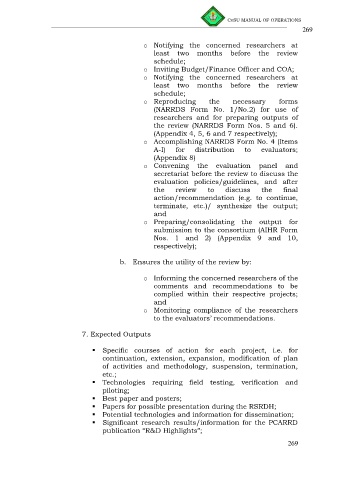 CvSU MANUAL OF OPERATIONS
269
o Notifying the concerned researchers at
least two months before the review
schedule;
o Inviting Budget/Finance Officer and COA;
o Notifying the concerned researchers at
least two months before the review
schedule;
o Reproducing the necessary forms
(NARRDS Form No. 1/No.2) for use of
researchers and for preparing outputs of
the review (NARRDS Form Nos. 5 and 6).
(Appendix 4, 5, 6 and 7 respectively);
o Accomplishing NARRDS Form No. 4 (Items
A-I) for distribution to evaluators;
(Appendix 8)
o Convening the evaluation panel and
secretariat before the review to discuss the
evaluation policies/guidelines, and after
the review to discuss the final
action/recommendation (e.g. to continue,
terminate, etc.)/ synthesize the output;
and
o Preparing/consolidating the output for
submission to the consortium (AIHR Form
Nos. 1 and 2) (Appendix 9 and 10,
respectively);
b. Ensures the utility of the review by:
o Informing the concerned researchers of the
comments and recommendations to be
complied within their respective projects;
and
o Monitoring compliance of the researchers
to the evaluators' recommendations.
7. Expected Outputs
▪ Specific courses of action for each project, i.e. for
continuation, extension, expansion, modification of plan
of activities and methodology, suspension, termination,
etc.;
▪ Technologies requiring field testing, verification and
piloting;
▪ Best paper and posters;
▪ Papers for possible presentation during the RSRDH;
▪ Potential technologies and information for dissemination;
▪ Significant research results/information for the PCARRD
publication "R&D Highlights";
269